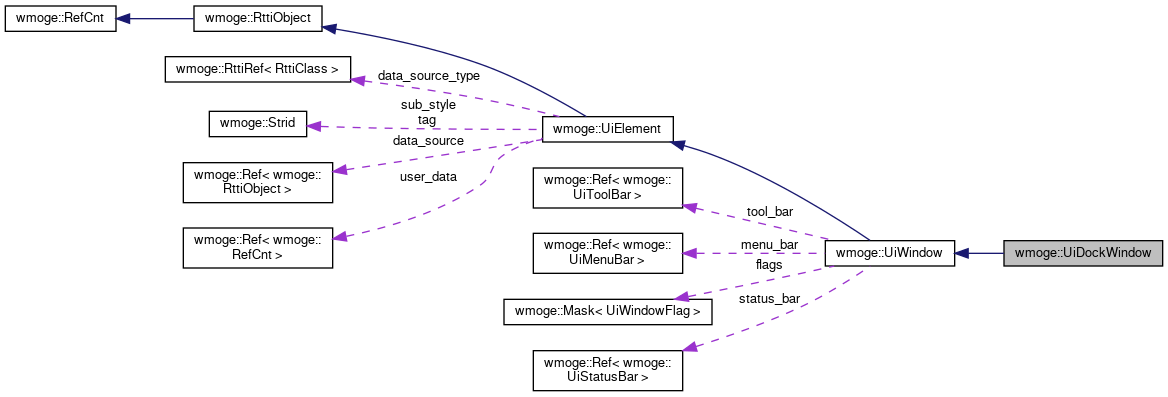 wmoge::RefCnt
wmoge::RttiObject
wmoge::RttiRef< RttiClass >
data_source_type
wmoge::Strid
sub_style
tag
wmoge::UiElement
data_source
wmoge::Ref< wmoge::
RttiObject >
user_data
wmoge::Ref< wmoge::
RefCnt >
wmoge::Ref< wmoge::
UiToolBar >
tool_bar
wmoge::Ref< wmoge::
UiMenuBar >
menu_bar
wmoge::UiWindow
wmoge::UiDockWindow
flags
wmoge::Mask< UiWindowFlag >
status_bar
wmoge::Ref< wmoge::
UiStatusBar >